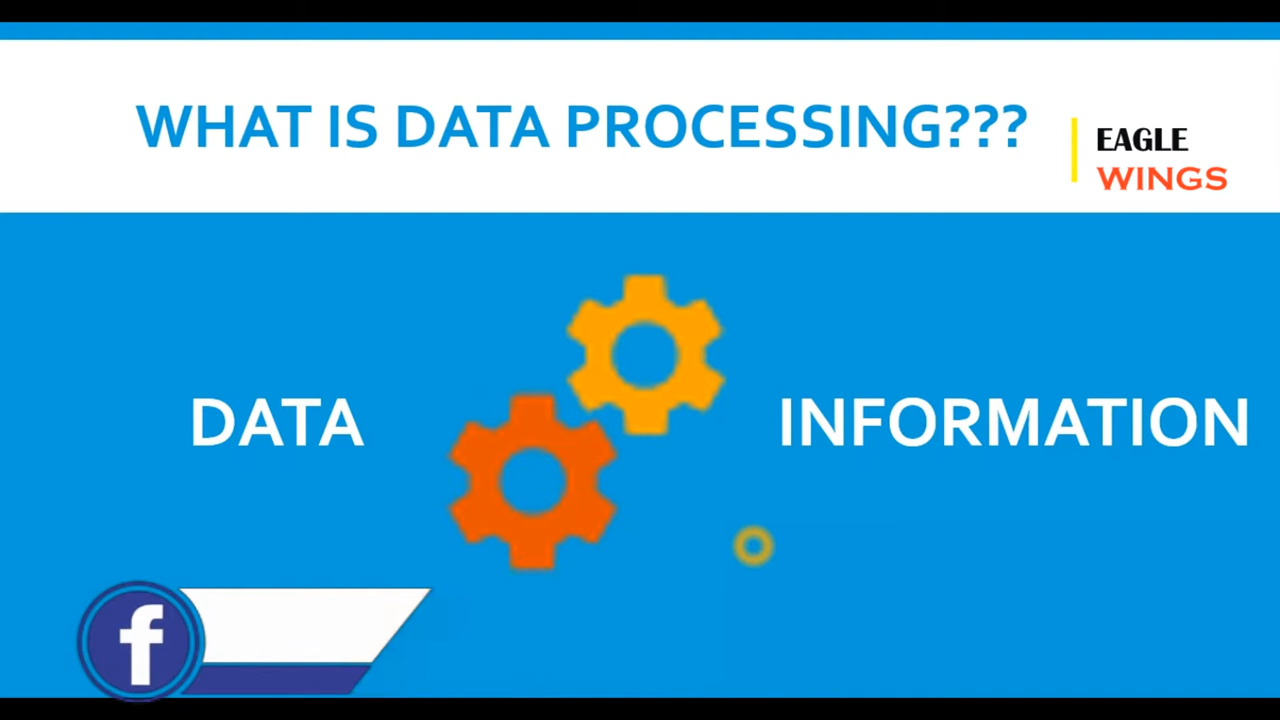 WHAT IS DATA PROCESSING???
EAGLE
WINGS
DATA
INFORMATION
f